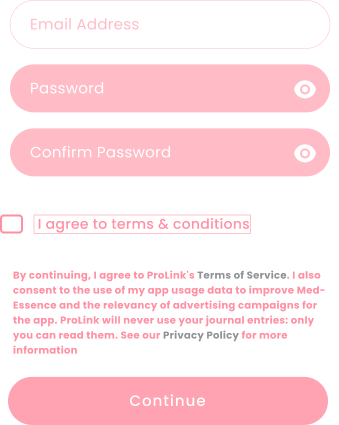 Email Address
Password
Confirm Password
I agree to terms & conditions
By continuing, I agree to ProLink's Terms of Service. I also
consent to the use of my app usage data to improve Med-
Essence and the relevancy of advertising campaigns for
the app. ProLink will never use your journal entries: only
you can read them. See our Privacy Policy for more
information
Continue